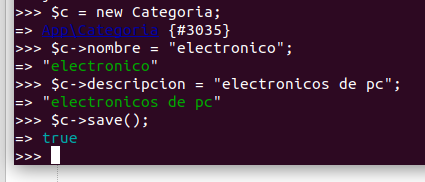 >>> $c = new Categoria;
=> App\Categoria {#3035}
>>> $c->nombre = "electronico";
=> "electronico"
>>> $c->descripcion = "electronicos de pc";
=> "electronicos de pc"
>>> $c->save();
=> true
>>>